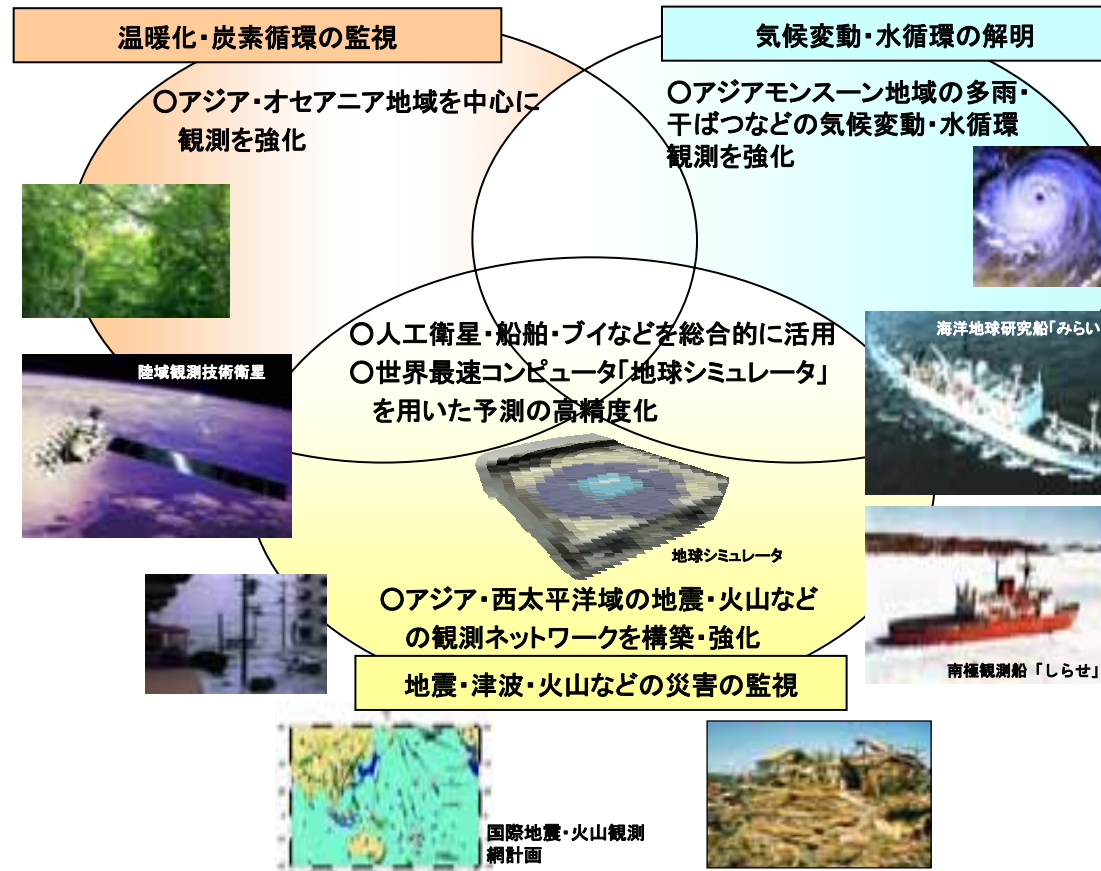 温暖化・炭素循環の監視
気候変動・水循環の解明
○アジア・オセアニア地域を中心に
観測を強化
○アジアモンスーン地域の多雨・
干ばつなどの気候変動・水循環
観測を強化
○人工衛星・船舶・ブイなどを総合的に活用
○世界最速コンピュータ「地球シミュレータ」
を用いた予測の高精度化
陸域観測技術衛星
海洋地球研究船「みらい
地球シミュレータ
○アジア・西太平洋域の地震・火山など
の観測ネットワークを構築・強化
南極観測船「しらせ」
地震・津波・火山などの災害の監視
国際地震・火山観測
網計画